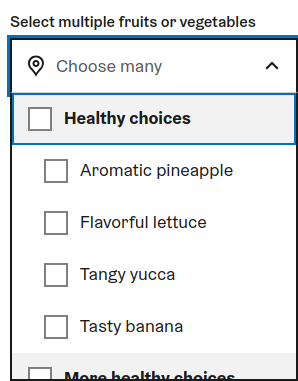 Select multiple fruits or vegetables
Choose many
Healthy choices
Aromatic pineapple
Flavorful lettuce
Tangy yucca
Tasty banana
More healthy choices